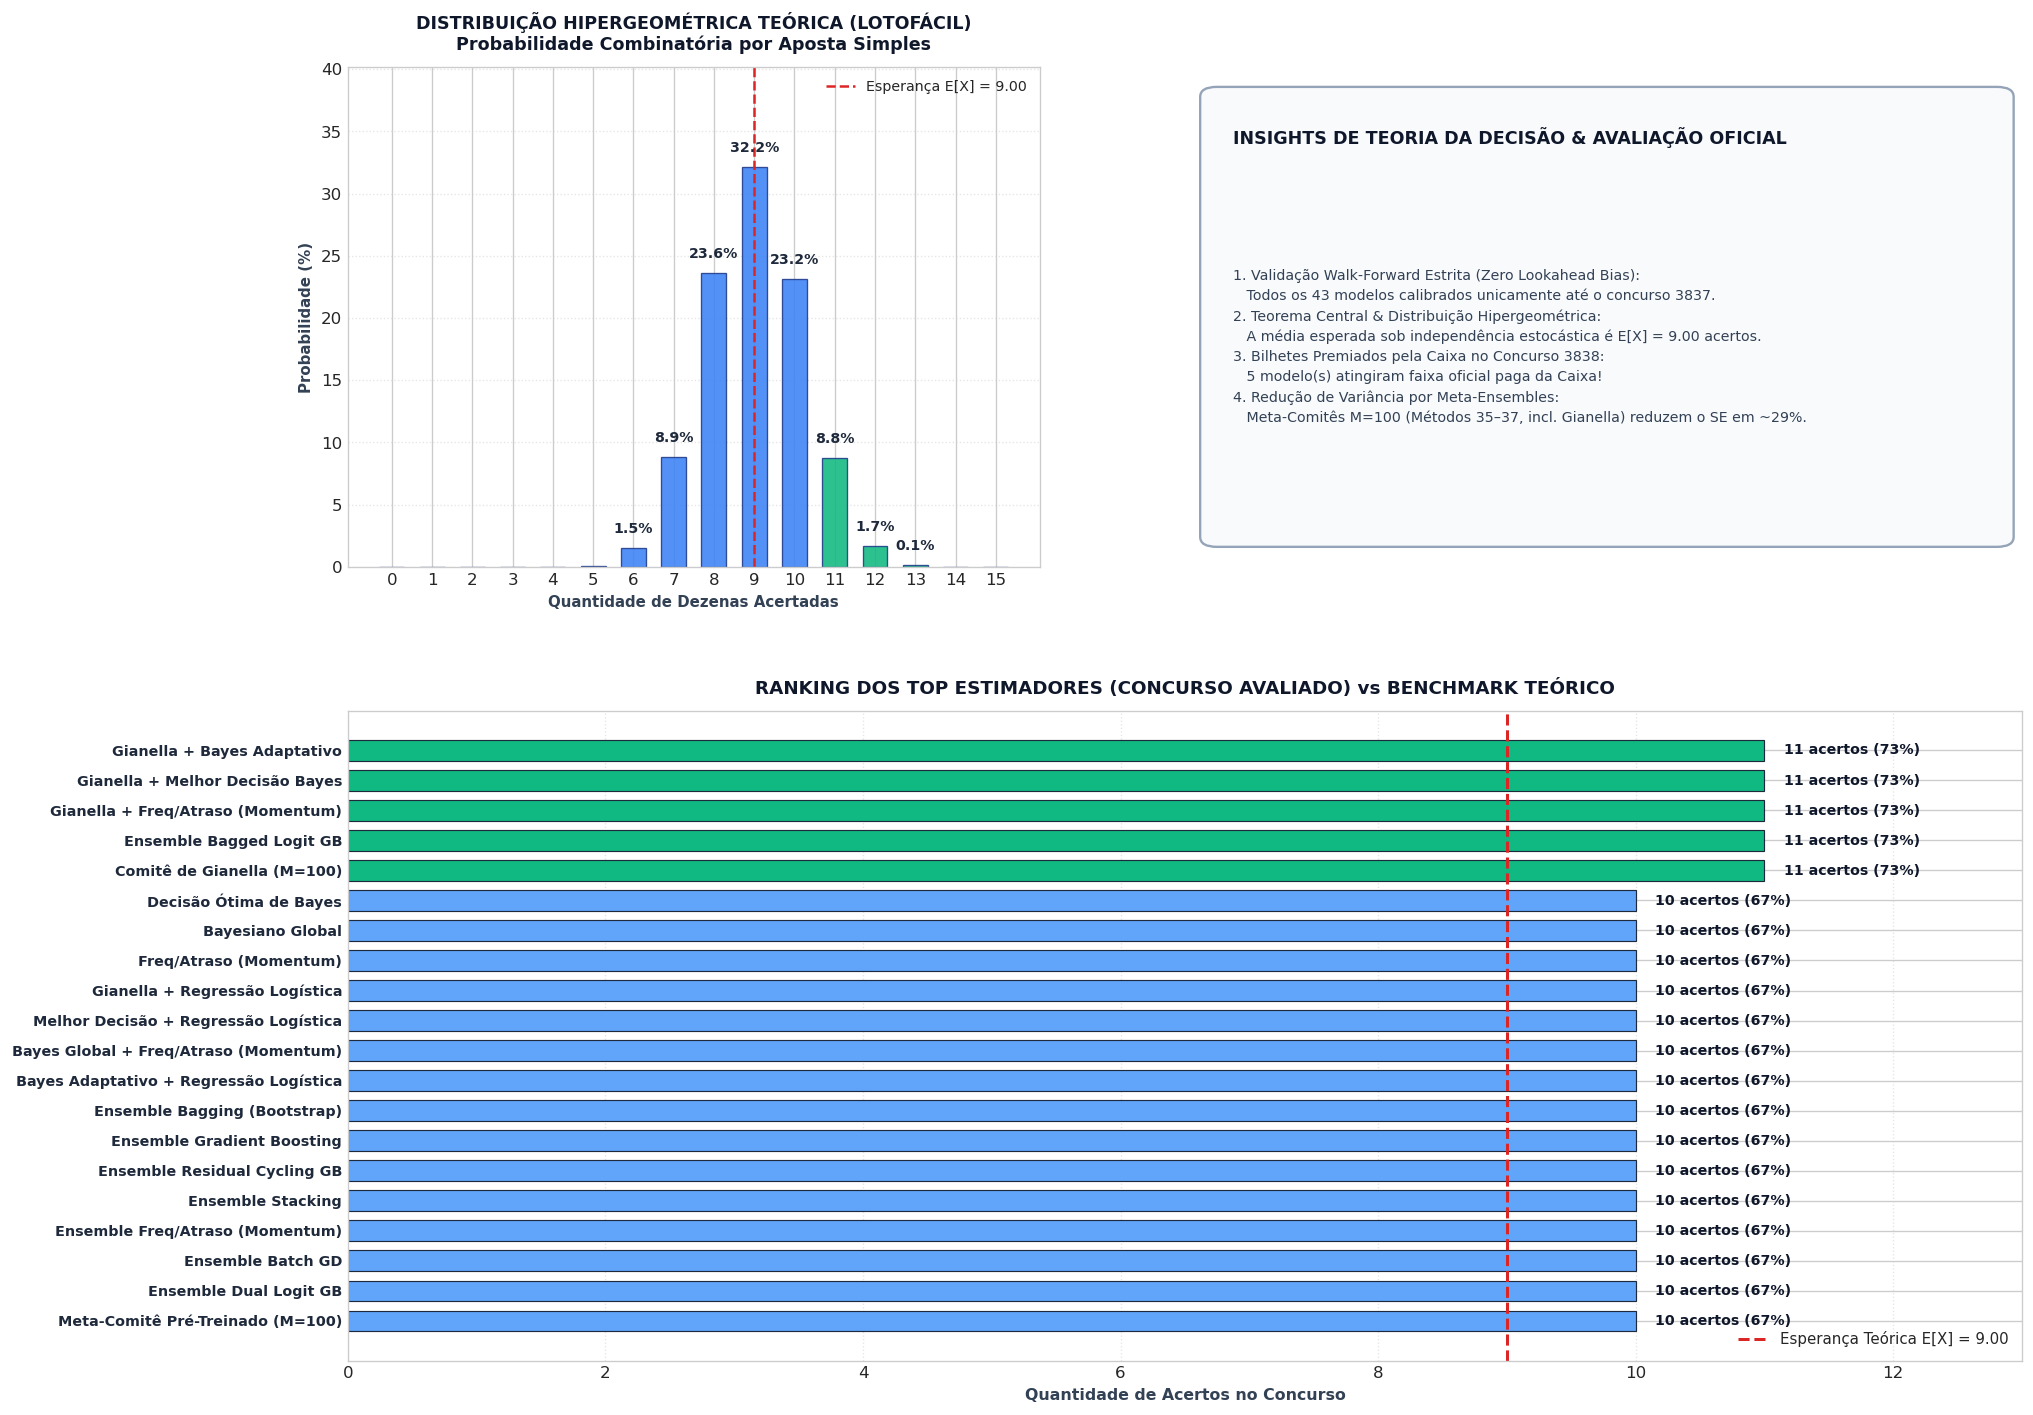 DISTRIBUIÇÃO HIPERGEOMÉTRICA TEÓRICA (LOTOFÁCIL)
Probabilidade Combinatória por Aposta Simples
Esperança E[X] = 9.00
Probabilidade (%)
40
35
30
25
20
15
10
5
0
1.5%
8.9%
23.6%
32.2%
23.2%
8.8%
1.7%
0.1%
0 1 2 3 4 5 6 7 8 9 10 11 12 13 14 15
Quantidade de Dezenas Acertadas
INSIGHTS DE TEORIA DA DECISÃO & AVALIAÇÃO OFICIAL
1. Validação Walk-Forward Estrita (Zero Lookahead Bias):
Todos os 43 modelos calibrados unicamente até o concurso 3837.
2. Teorema Central & Distribuição Hipergeométrica:
A média esperada sob independência estocástica é E[X] = 9.00 acertos.
3. Bilhetes Premiados pela Caixa no Concurso 3838:
5 modelo(s) atingiram faixa oficial paga da Caixa!
4. Redução de Variância por Meta-Ensembles:
Meta-Comitês M=100 (Métodos 35–37, incl. Gianella) reduzem o SE em ~29%.
RANKING DOS TOP ESTIMADORES (CONCURSO AVALIADO) vs BENCHMARK TEÓRICO
Gianella + Bayes Adaptativo 11 acertos (73%)
Gianella + Melhor Decisão Bayes 11 acertos (73%)
Gianella + Freq/Atraso (Momentum) 11 acertos (73%)
Ensemble Bagged Logit GB 11 acertos (73%)
Comitê de Gianella (M=100) 11 acertos (73%)
Decisão Ótima de Bayes 10 acertos (67%)
Bayesiano Global 10 acertos (67%)
Freq/Atraso (Momentum) 10 acertos (67%)
Gianella + Regressão Logística 10 acertos (67%)
Melhor Decisão + Regressão Logística 10 acertos (67%)
Bayes Global + Freq/Atraso (Momentum) 10 acertos (67%)
Bayes Adaptativo + Regressão Logística 10 acertos (67%)
Ensemble Bagging (Bootstrap) 10 acertos (67%)
Ensemble Gradient Boosting 10 acertos (67%)
Ensemble Residual Cycling GB 10 acertos (67%)
Ensemble Stacking 10 acertos (67%)
Ensemble Freq/Atraso (Momentum) 10 acertos (67%)
Ensemble Batch GD 10 acertos (67%)
Ensemble Dual Logit GB 10 acertos (67%)
Meta-Comitê Pré-Treinado (M=100) 10 acertos (67%)
Esperança Teórica E[X] = 9.00
0 2 4 6 8 10 12
Quantidade de Acertos no Concurso